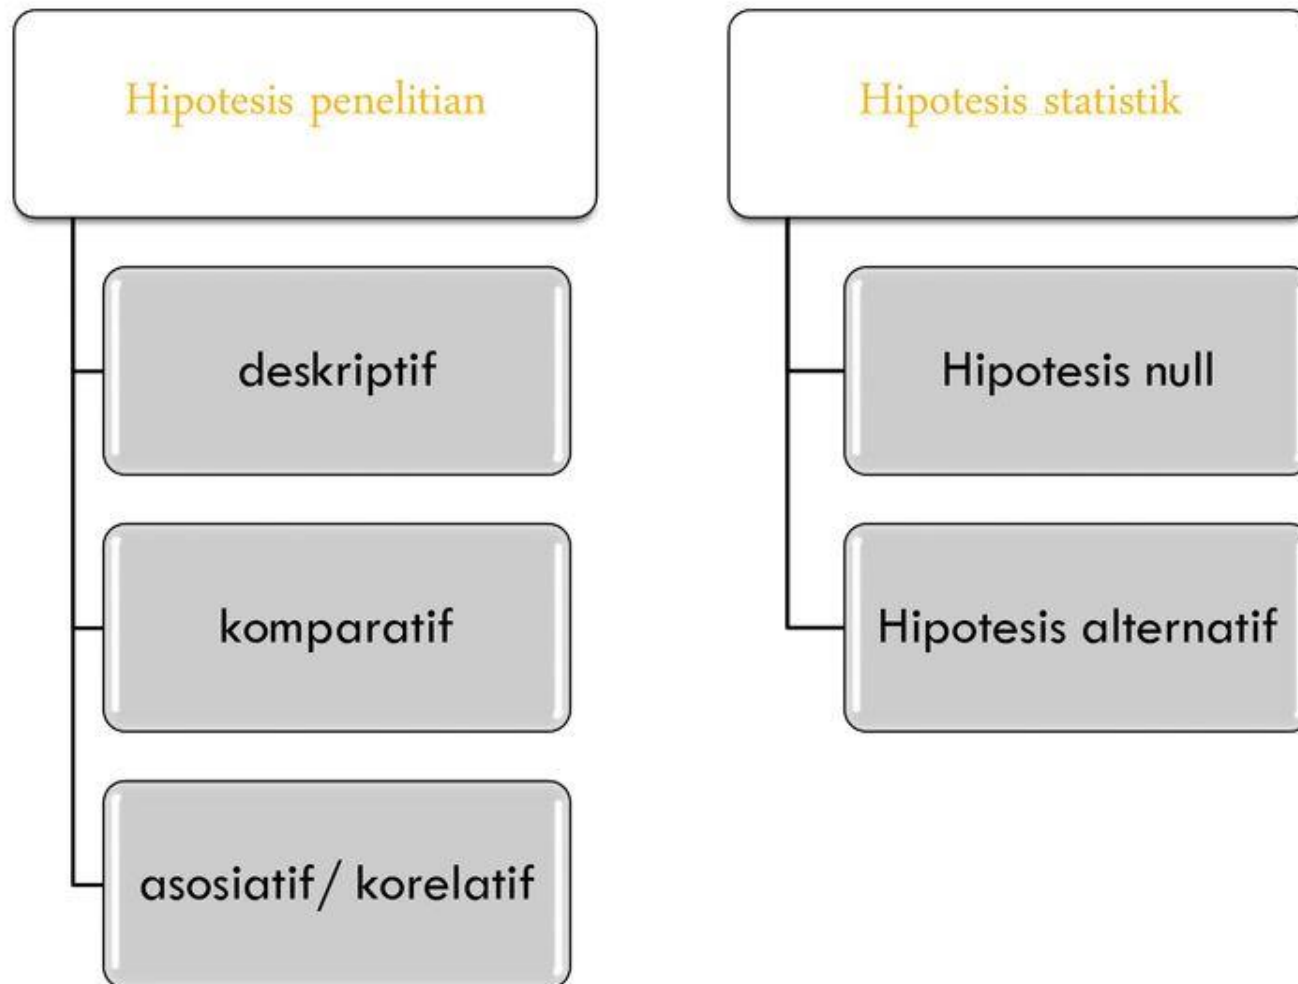 Hipotesis penelitian
deskriptif
komparatif
asosiatif/ korelatif
Hipotesis statistik
Hipotesis null
Hipotesis alternatif